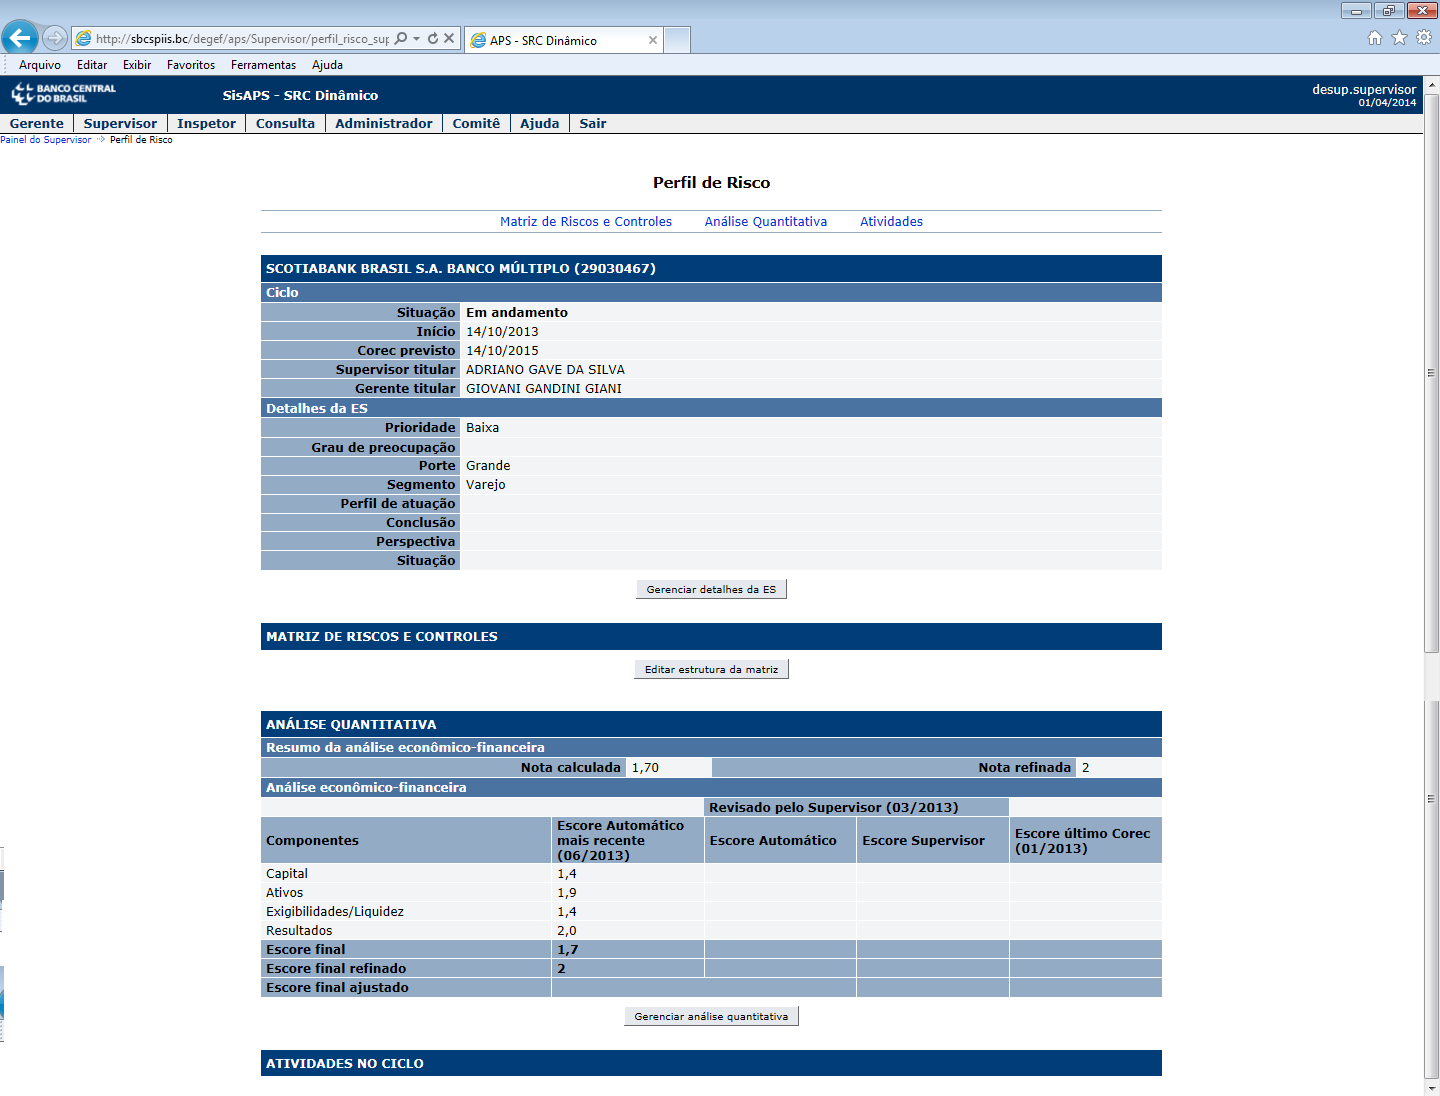 http://sbcspiis.bc/degef/aps/Supervisor/perfil_risco_sup
APS - SRC Dinâmico
Arquivo Editar Exibir Favoritos Ferramentas Ajuda
BANCO CENTRAL
DO BRASIL
SisAPS - SRC Dinâmico
desup.supervisor
01/04/2014
Gerente Supervisor Inspetor Consulta Administrador Comitê Ajuda Sair
Painel do Supervisor Perfil de Risco
Perfil de Risco
Matriz de Riscos e Controles Análise Quantitativa Atividades
SCOTIABANK BRASIL S.A. BANCO MÚLTIPLO (29030467)
Ciclo
Situação Em andamento
Início 14/10/2013
Corec previsto 14/10/2015
Supervisor titular ADRIANO GAVE DA SILVA
Gerente titular GIOVANI GANDINI GIANI
Detalhes da ES
Prioridade Baixa
Grau de preocupação
Porte Grande
Segmento Varejo
Perfil de atuação
Conclusão
Perspectiva
Situação
Gerenciar detalhes da ES
MATRIZ DE RISCOS E CONTROLES
Editar estrutura da matriz
ANÁLISE QUANTITATIVA
Resumo da análise econômico-financeira
Nota calculada 1,70 Nota refinada 2
Análise econômico-financeira
Revisado pelo Supervisor (03/2013)
Componentes
Escore Automático
mais recente
(06/2013)
Escore Automático
Escore Supervisor
Escore último Corec
(01/2013)
Capital 1,4
Ativos 1,9
Exigibilidades/Liquidez 1,4
Resultados 2,0
Escore final 1,7
Escore final refinado 2
Escore final ajustado
Gerenciar análise quantitativa
ATIVIDADES NO CICLO